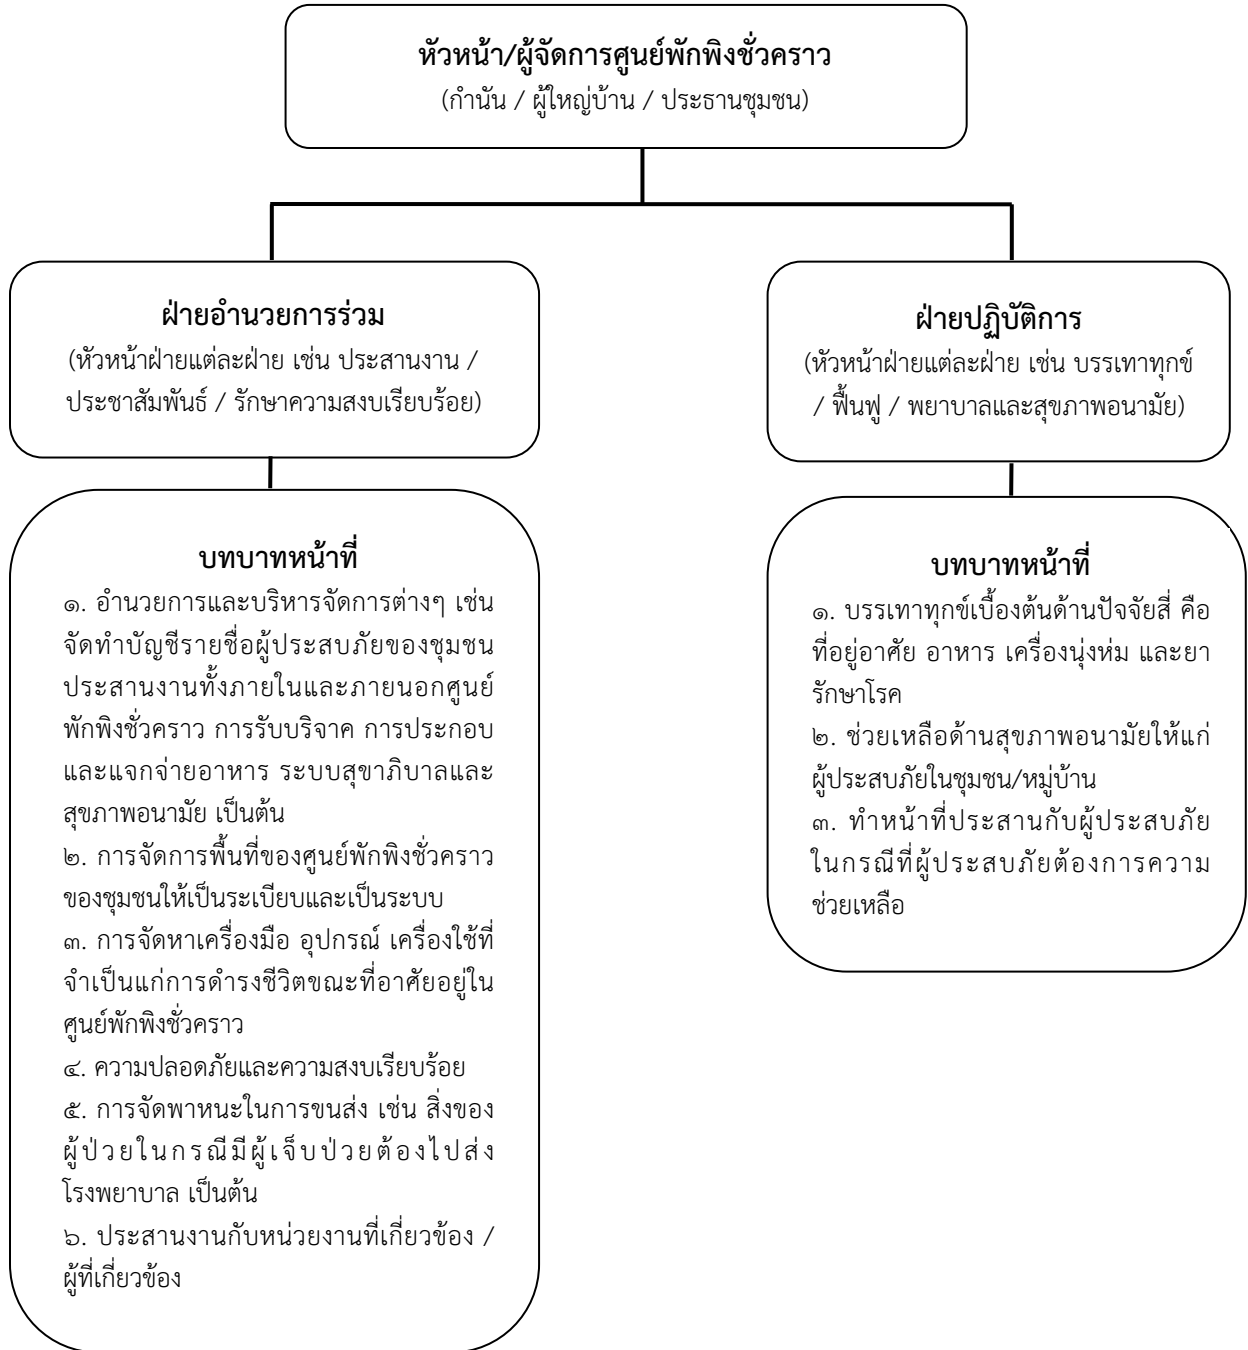 หัวหน้า/ผู้จัดการศูนย์พักพิงชั่วคราว
(กำนัน / ผู้ใหญ่บ้าน / ประธานชุมชน)
ฝ่ายอำนวยการร่วม
(หัวหน้าฝ่ายแต่ละฝ่าย เช่น ประสานงาน /
ประชาสัมพันธ์ / รักษาความสงบเรียบร้อย)
บทบาทหน้าที่
๑. อำนวยการและบริหารจัดการต่างๆ เช่น
จัดทำบัญชีรายชื่อผู้ประสบภัยของชุมชน
ประสานงานทั้งภายในและภายนอกศูนย์
พักพิงชั่วคราว การรับบริจาค การประกอบ
และแจกจ่ายอาหาร ระบบสุขาภิบาลและ
สุขภาพอนามัย เป็นต้น
๒. การจัดการพื้นที่ของศูนย์พักพิงชั่วคราว
ของชุมชนให้เป็นระเบียบและเป็นระบบ
๓. การจัดหาเครื่องมือ อุปกรณ์ เครื่องใช้ที่
จำเป็นแก่การดำรงชีวิตขณะที่อาศัยอยู่ใน
ศูนย์พักพิงชั่วคราว
๔. ความปลอดภัยและความสงบเรียบร้อย
๕. การจัดพาหนะในการขนส่ง เช่น สิ่งของ
ผู้ป่วยในกรณีมีผู้เจ็บป่วยต้องไปส่ง
โรงพยาบาล เป็นต้น
๖. ประสานงานกับหน่วยงานที่เกี่ยวข้อง /
ผู้ที่เกี่ยวข้อง
ฝ่ายปฏิบัติการ
(หัวหน้าฝ่ายแต่ละฝ่าย เช่น บรรเทาทุกข์
/ ฟื้นฟู / พยาบาลและสุขภาพอนามัย)
บทบาทหน้าที่
๑. บรรเทาทุกข์เบื้องต้นด้านปัจจัยสี่ คือ
ที่อยู่อาศัย อาหาร เครื่องนุ่งห่ม และยา
รักษาโรค
๒. ช่วยเหลือด้านสุขภาพอนามัยให้แก่
ผู้ประสบภัยในชุมชน/หมู่บ้าน
๓. ทำหน้าที่ประสานกับผู้ประสบภัย
ในกรณีที่ผู้ประสบภัยต้องการความ
ช่วยเหลือ